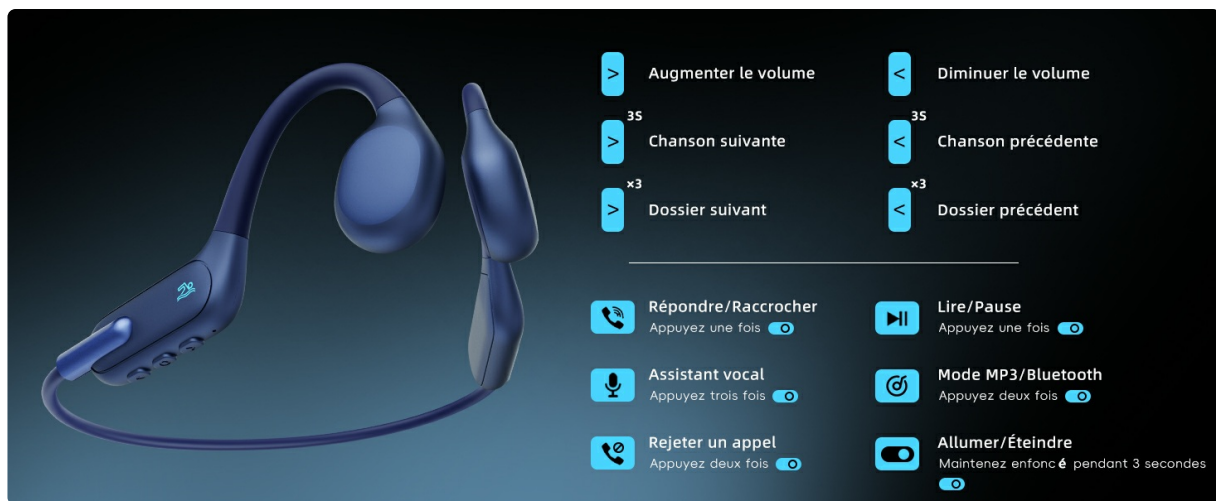 > Augmenter le volume
< Diminuer le volume
3S
> Chanson suivante
3S
< Chanson précédente
×3
> Dossier suivant
×3
< Dossier précédent
Répondre/Raccrocher
Appuyez une fois
Lire/Pause
Appuyez une fois
Assistant vocal
Appuyez trois fois
Mode MP3/Bluetooth
Appuyez deux fois
Rejeter un appel
Appuyez deux fois
Allumer/Éteindre
Maintenez enfoncé pendant 3 secondes